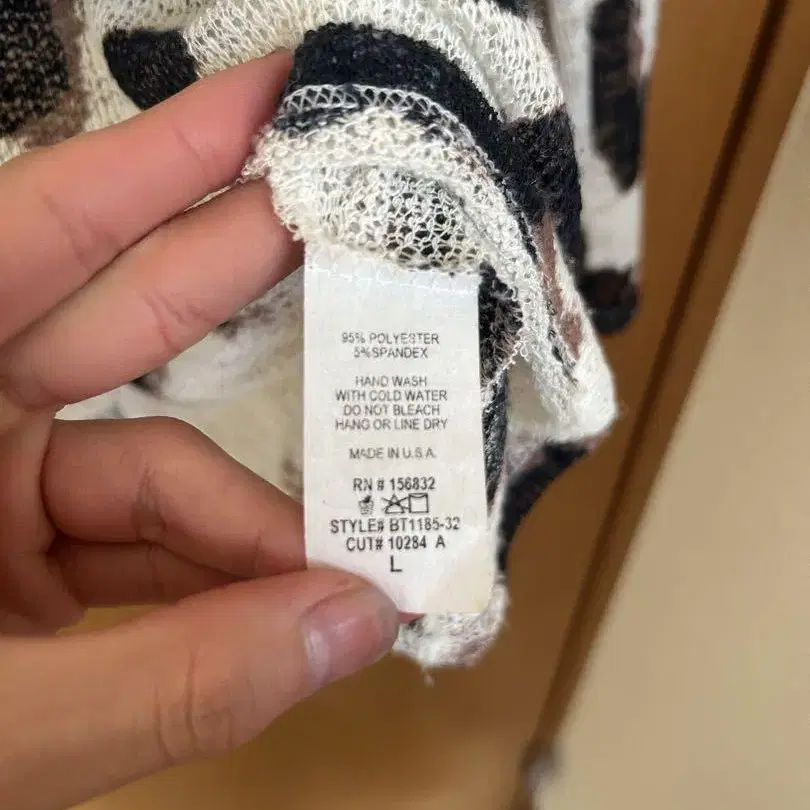 95% POLYESTER
5%SPANDEX
HAND WASH
WITH COLD WATER
DO NOT BLEACH
HANG OR LINE DRY
MADE IN U.S.A.
RN # 156832
STYLE# BT1185-32
CUT# 10284 A
L